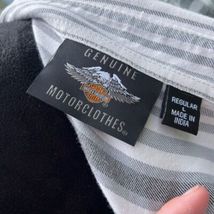 GENUINE
MOTORCLOTHES
REGULAR
L
MADE IN
INDIA